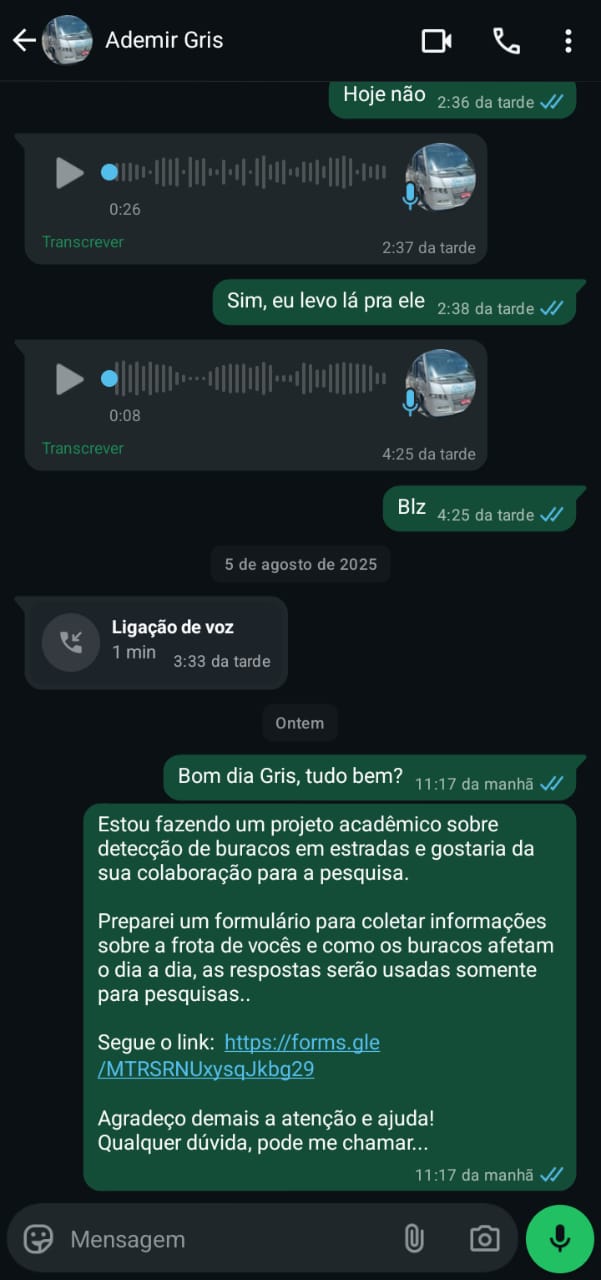 Ademir Gris
Hoje não 2:36 da tarde
0:26
Transcrever 2:37 da tarde
Sim, eu levo lá pra ele 2:38 da tarde
0:08
Transcrever 4:25 da tarde
Blz 4:25 da tarde
5 de agosto de 2025
Ligação de voz
1 min 3:33 da tarde
Ontem
Bom dia Gris, tudo bem? 11:17 da manhã
Estou fazendo um projeto acadêmico sobre
detecção de buracos em estradas e gostaria da
sua colaboração para a pesquisa.
Preparei um formulário para coletar informações
sobre a frota de vocês e como os buracos afetam
o dia a dia, as respostas serão usadas somente
para pesquisas..
Segue o link: https://forms.gle
/MTRSRNUxysqJkbg29
Agradeço demais a atenção e ajuda!
Qualquer dúvida, pode me chamar...
11:17 da manhã
Mensagem